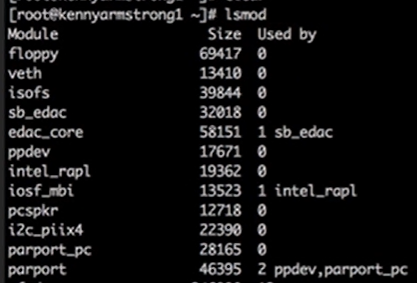 [root@kennyarmstrong1 ~]# lsmod
Module Size Used by
floppy 69417 0
veth 13410 0
isofs 39844 0
sb_edac 32018 0
edac_core 58151 1 sb_edac
ppdev 17671 0
intel_rapl 19362 0
iosf_mbi 13523 1 intel_rapl
pcspkr 12718 0
i2c_piix4 22390 0
parport_pc 28165 0
parport 46395 2 ppdev,parport_pc